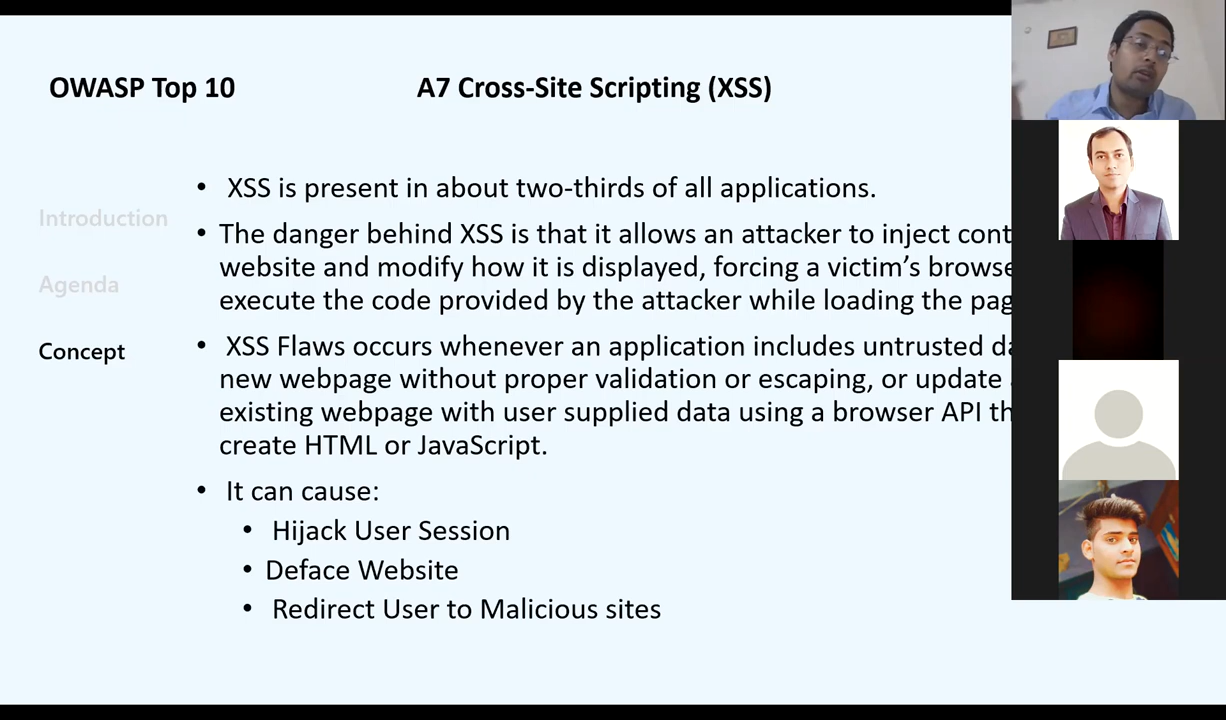 OWASP Top 10
A7 Cross-Site Scripting (XSS)
Introduction
Agenda
Concept
• XSS is present in about two-thirds of all applications.
• The danger behind XSS is that it allows an attacker to inject
website and modify how it is displayed, forcing a victim’s
execute the code provided by the attacker while loading the
• XSS Flaws occurs whenever an application includes untrusted
new webpage without proper validation or escaping, or update
existing webpage with user supplied data using a browser API
create HTML or JavaScript.
• It can cause:
• Hijack User Session
• Deface Website
• Redirect User to Malicious sites